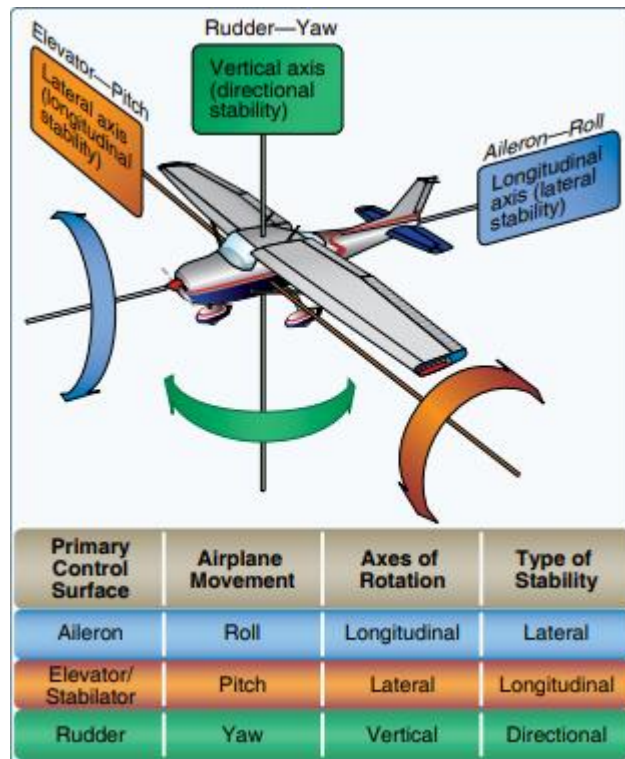 Rudder—Yaw
Elevator—Pitch
Vertical axis
(directional
stability)
Lateral axis
(longitudinal
stability)
Aileron—Roll
Longitudinal
axis (lateral
stability)
Primary
Control
Surface
Airplane
Movement
Axes of
Rotation
Type of
Stability
Aileron
Roll
Longitudinal
Lateral
Elevator/
Stabilator
Pitch
Lateral
Longitudinal
Rudder
Yaw
Vertical
Directional